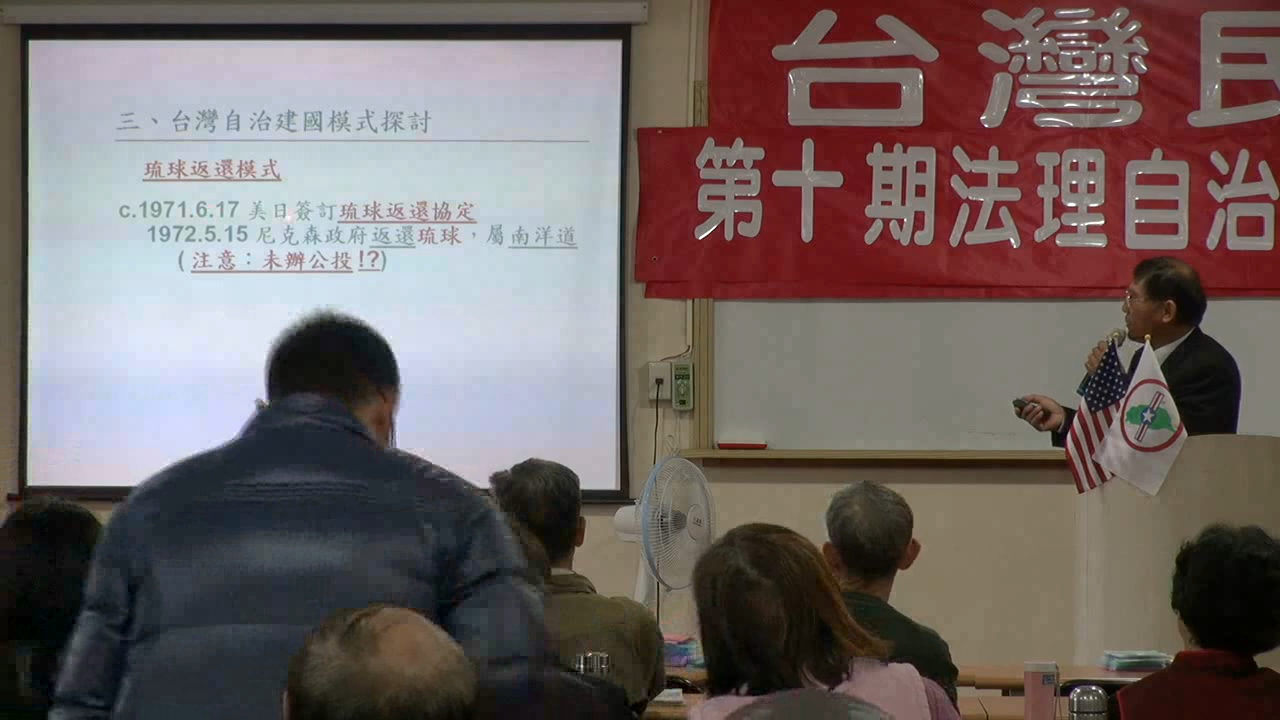 三、台灣自治建國模式探討
琉球返還模式
c.1971.6.17 美日簽訂琉球返還協定
1972.5.15 尼克森政府返還琉球，屬南洋道
(注意：未辦公投!?)
台灣民
第十期法理自治